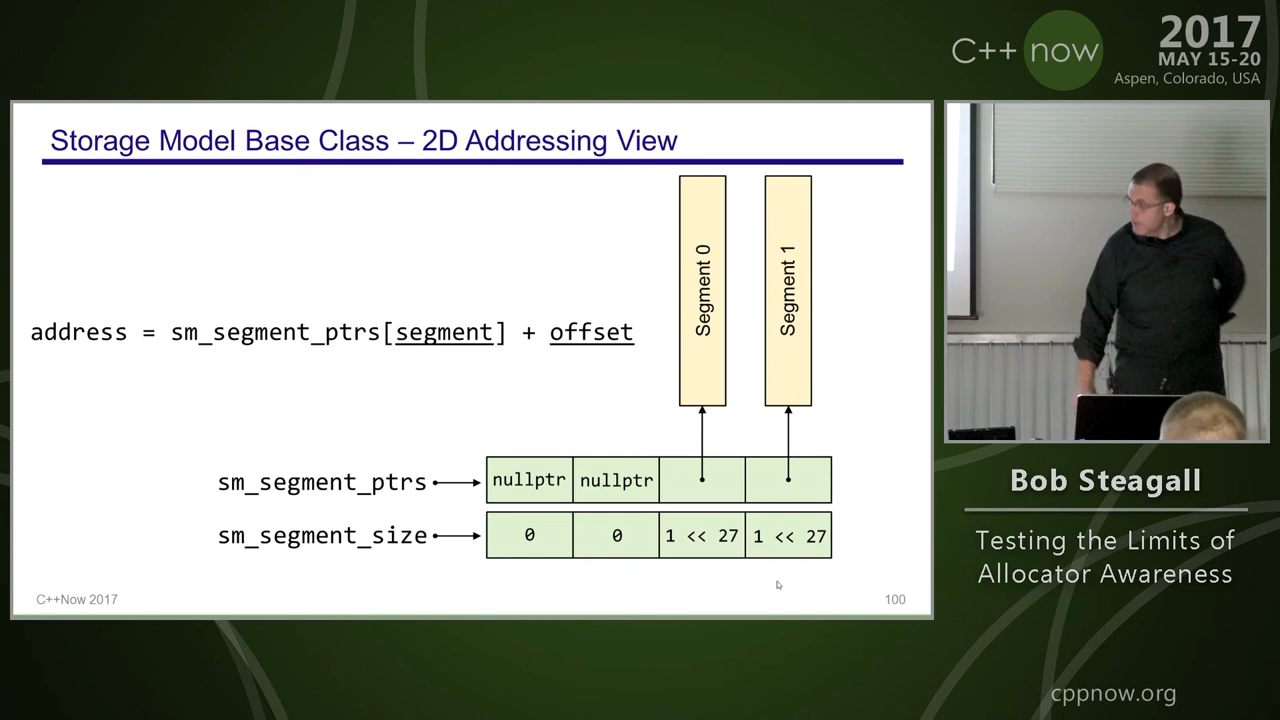 C++ now
2017
MAY 15-20
Aspen, Colorado, USA
Storage Model Base Class – 2D Addressing View
Segment 0
Segment 1
address = sm_segment_ptrs[segment] + offset
sm_segment_ptrs
nullptr
nullptr
sm_segment_size
0
0
1 << 27
1 << 27
C++Now 2017
100
Bob Steagall
Testing the Limits of
Allocator Awareness
cppnow.org